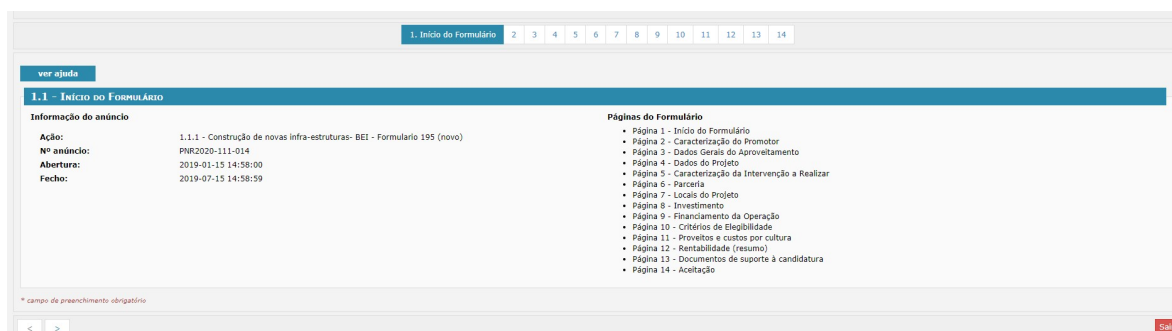 1. Início do Formulário 2 3 4 5 6 7 8 9 10 11 12 13 14
ver ajuda
1.1 - Início do Formulário
Informação do anúncio
Ação: 1.1.1 - Construção de novas infra-estruturas- BEI - Formulario 195 (novo)
Nº anúncio: PNR2020-111-014
Abertura: 2019-01-15 14:58:00
Fecho: 2019-07-15 14:58:59
Páginas do Formulário
• Página 1 - Início do Formulário
• Página 2 - Caracterização do Promotor
• Página 3 - Dados Gerais do Aproveitamento
• Página 4 - Dados do Projeto
• Página 5 - Caracterização da Intervenção a Realizar
• Página 6 - Parceria
• Página 7 - Locais do Projeto
• Página 8 - Investimento
• Página 9 - Financiamento da Operação
• Página 10 - Critérios de Elegibilidade
• Página 11 - Proveitos e custos por cultura
• Página 12 - Rentabilidade (resumo)
• Página 13 - Documentos de suporte à candidatura
• Página 14 - Aceitação
* campo de preenchimento obrigatório
< >